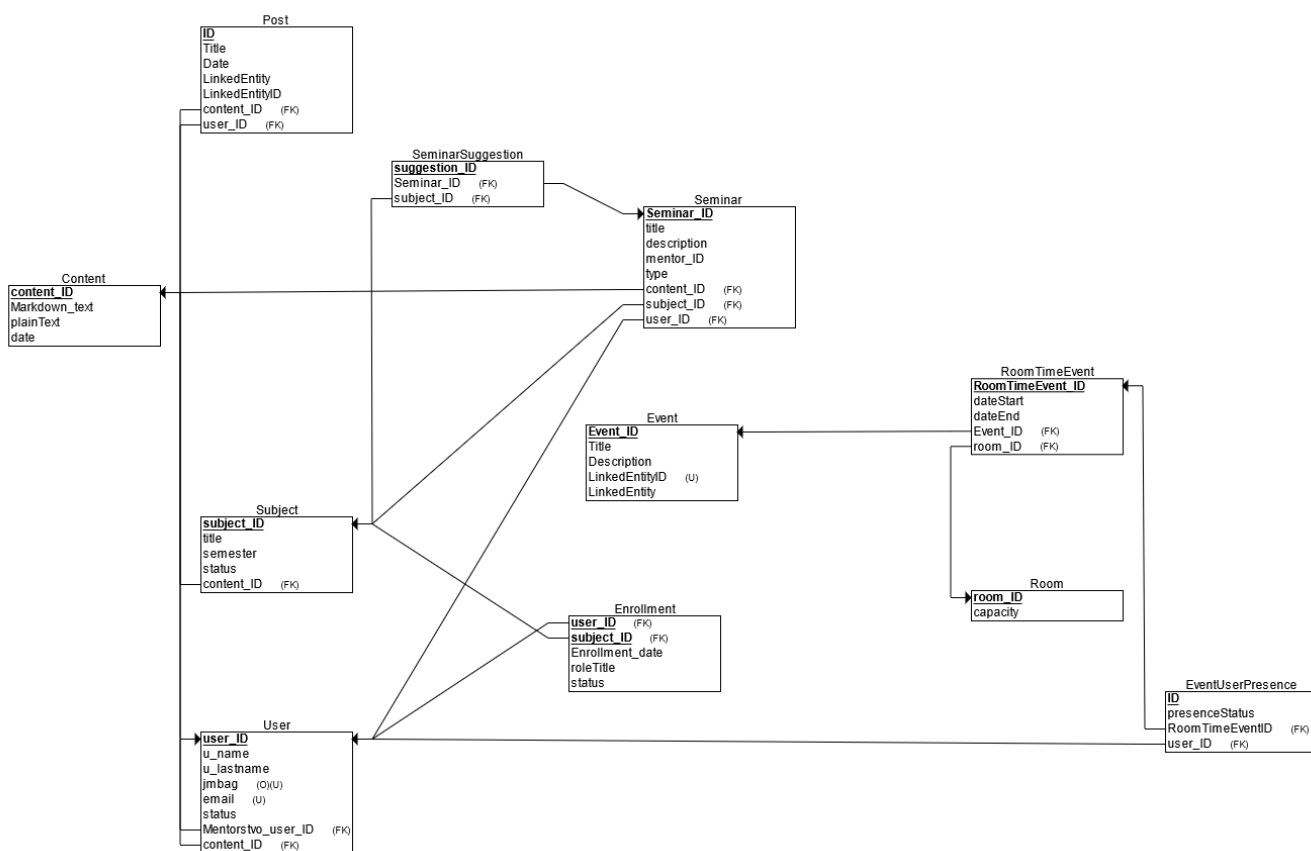 Post
ID
Title
Date
LinkedEntity
LinkedEntityID
content_ID (FK)
user_ID (FK)
SeminarSuggestion
suggestion_ID
Seminar_ID (FK)
subject_ID (FK)
Seminar
Seminar_ID
title
description
mentor_ID
type
content_ID (FK)
subject_ID (FK)
user_ID (FK)
Content
content_ID
Markdown_text
plainText
date
RoomTimeEvent
RoomTimeEvent_ID
dateStart
dateEnd
Event_ID (FK)
room_ID (FK)
Event
Event_ID
Title
Description
LinkedEntityID (U)
LinkedEntity
Subject
subject_ID
title
semester
status
content_ID (FK)
Room
room_ID
capacity
Enrollment
user_ID (FK)
subject_ID (FK)
Enrollment_date
roleTitle
status
EventUserPresence
ID
presenceStatus
RoomTimeEventID (FK)
user_ID (FK)
User
user_ID
u_name
u_lastname
jmbag (O)(U)
email (U)
status
Mentorstvo_user_ID (FK)
content_ID (FK)